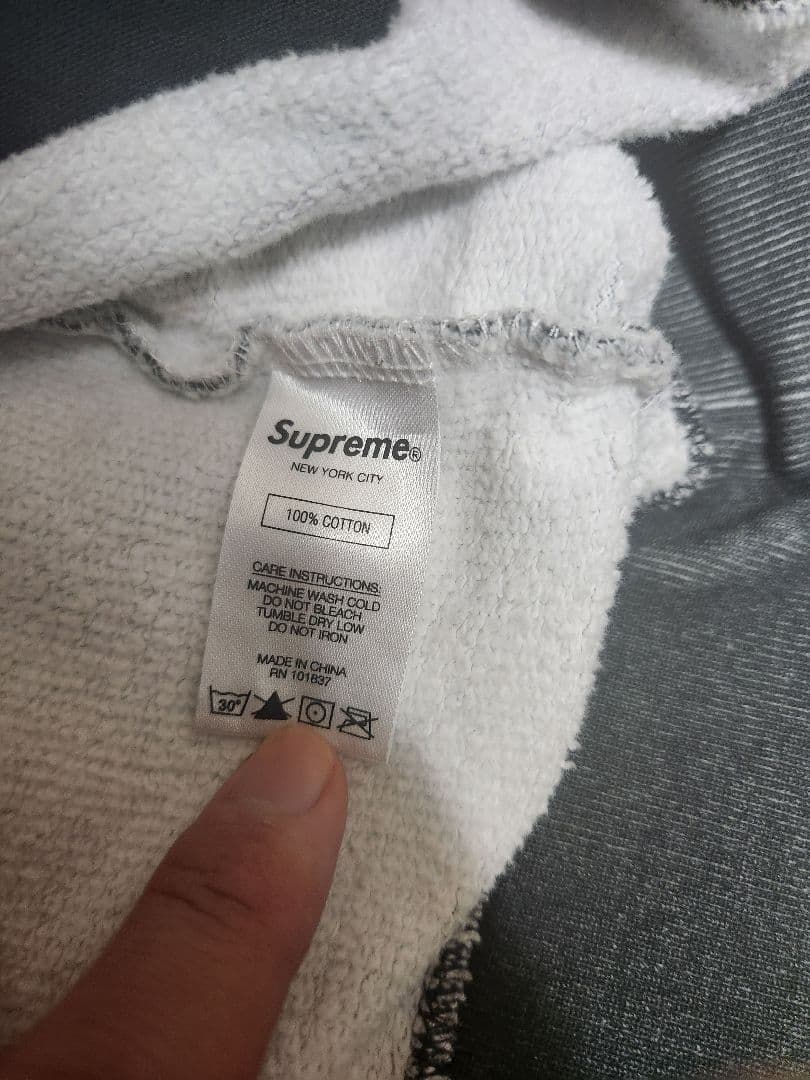 Supreme®
NEW YORK CITY
100% COTTON
CARE INSTRUCTIONS:
MACHINE WASH COLD
DO NOT BLEACH
TUMBLE DRY LOW
DO NOT IRON
MADE IN CHINA
RN 101837
30°